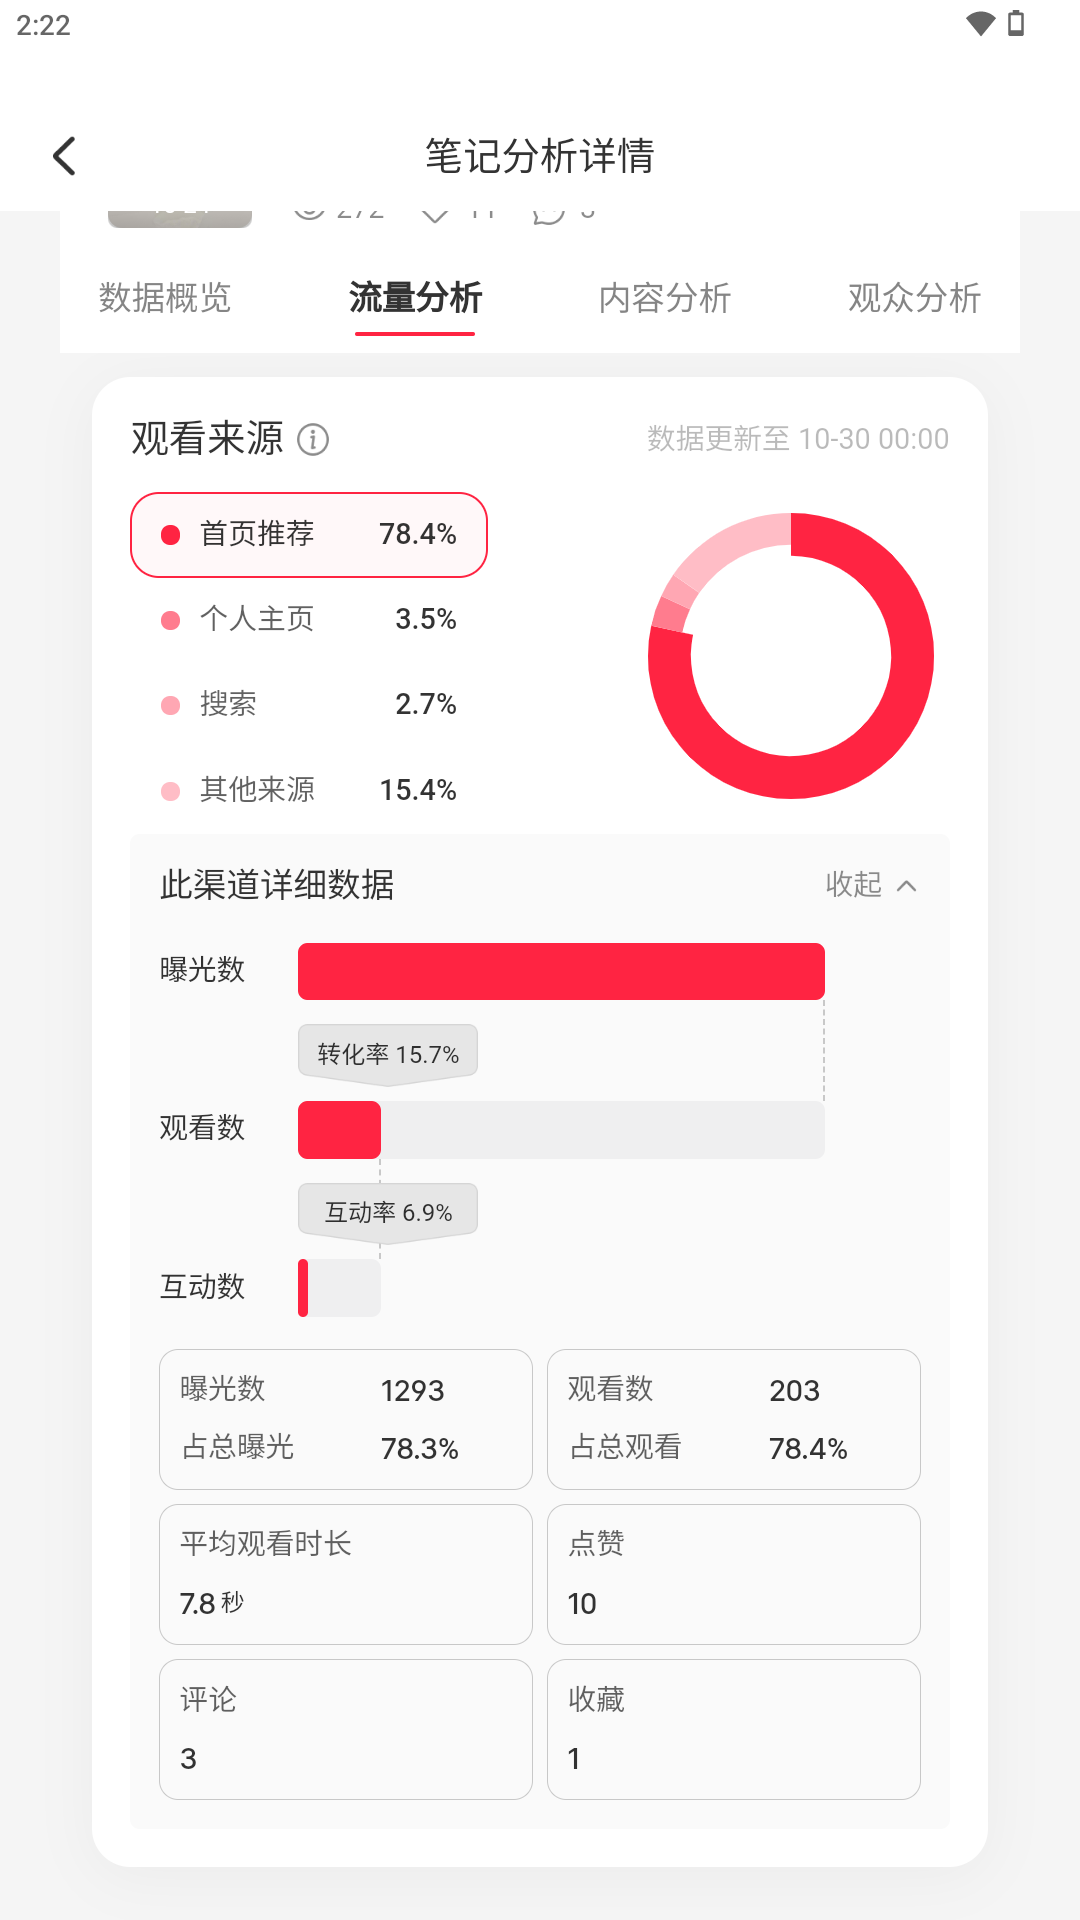 2:22
笔记分析详情
数据概览 流量分析 内容分析 观众分析
观看来源 数据更新至 10-30 00:00
首页推荐 78.4%
个人主页 3.5%
搜索 2.7%
其他来源 15.4%
此渠道详细数据 收起
曝光数
转化率 15.7%
观看数
互动率 6.9%
互动数
曝光数 1293 观看数 203
占总曝光 78.3% 占总观看 78.4%
平均观看时长 点赞
7.8 秒 10
评论 收藏
3 1